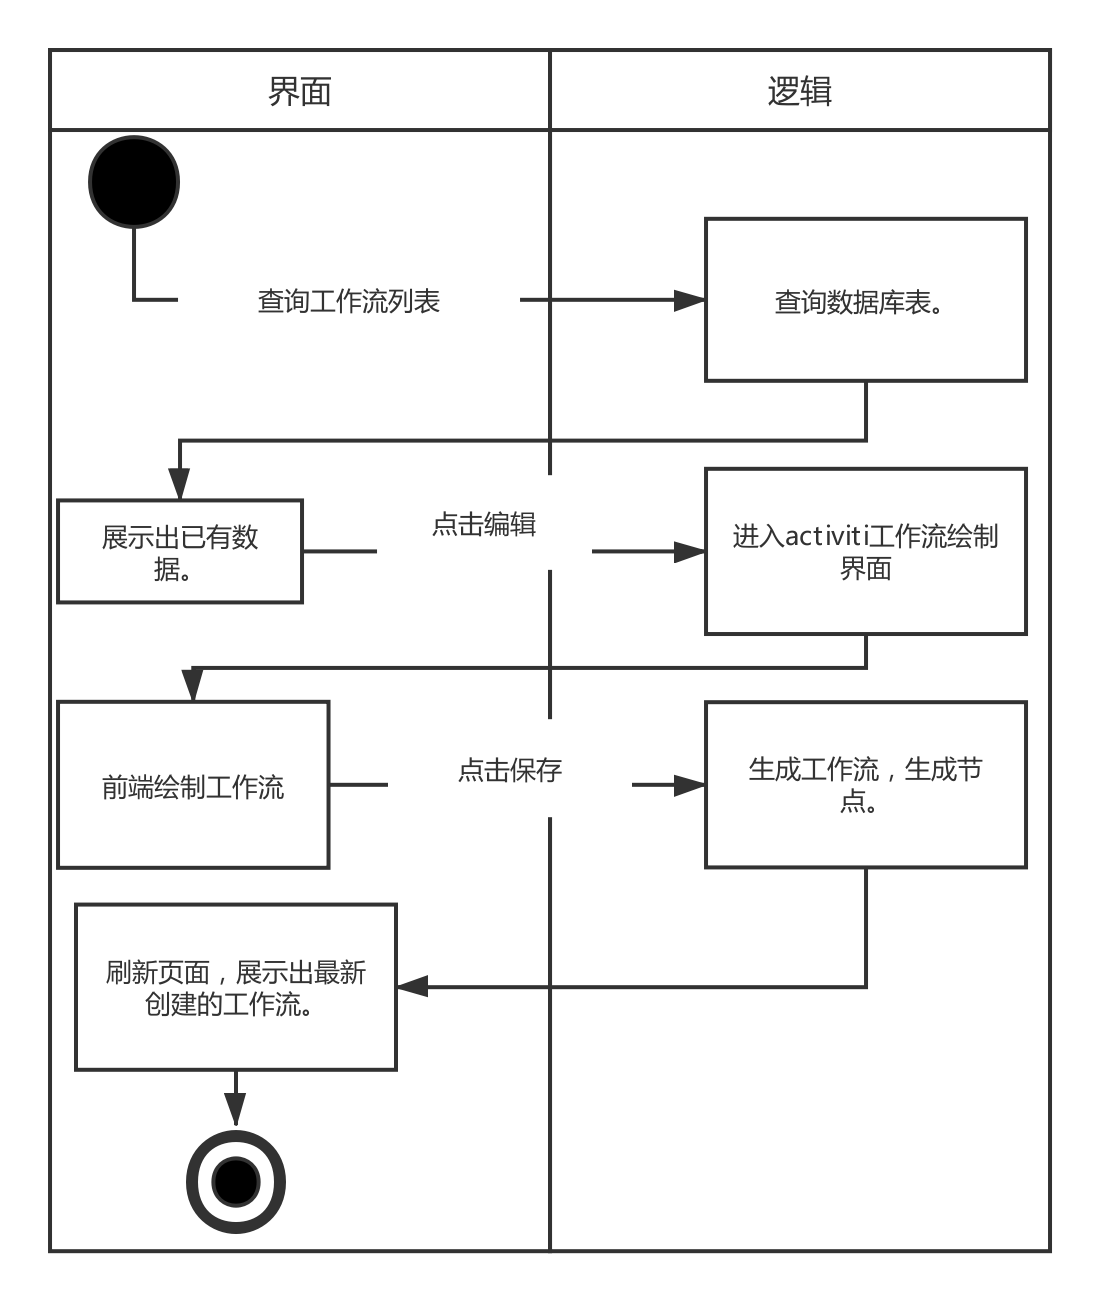 界面
逻辑
查询工作流列表
查询数据库表。
展示出已有数
据。
点击编辑
进入activiti工作流绘制
界面
前端绘制工作流
点击保存
生成工作流，生成节
点。
刷新页面，展示出最新
创建的工作流。